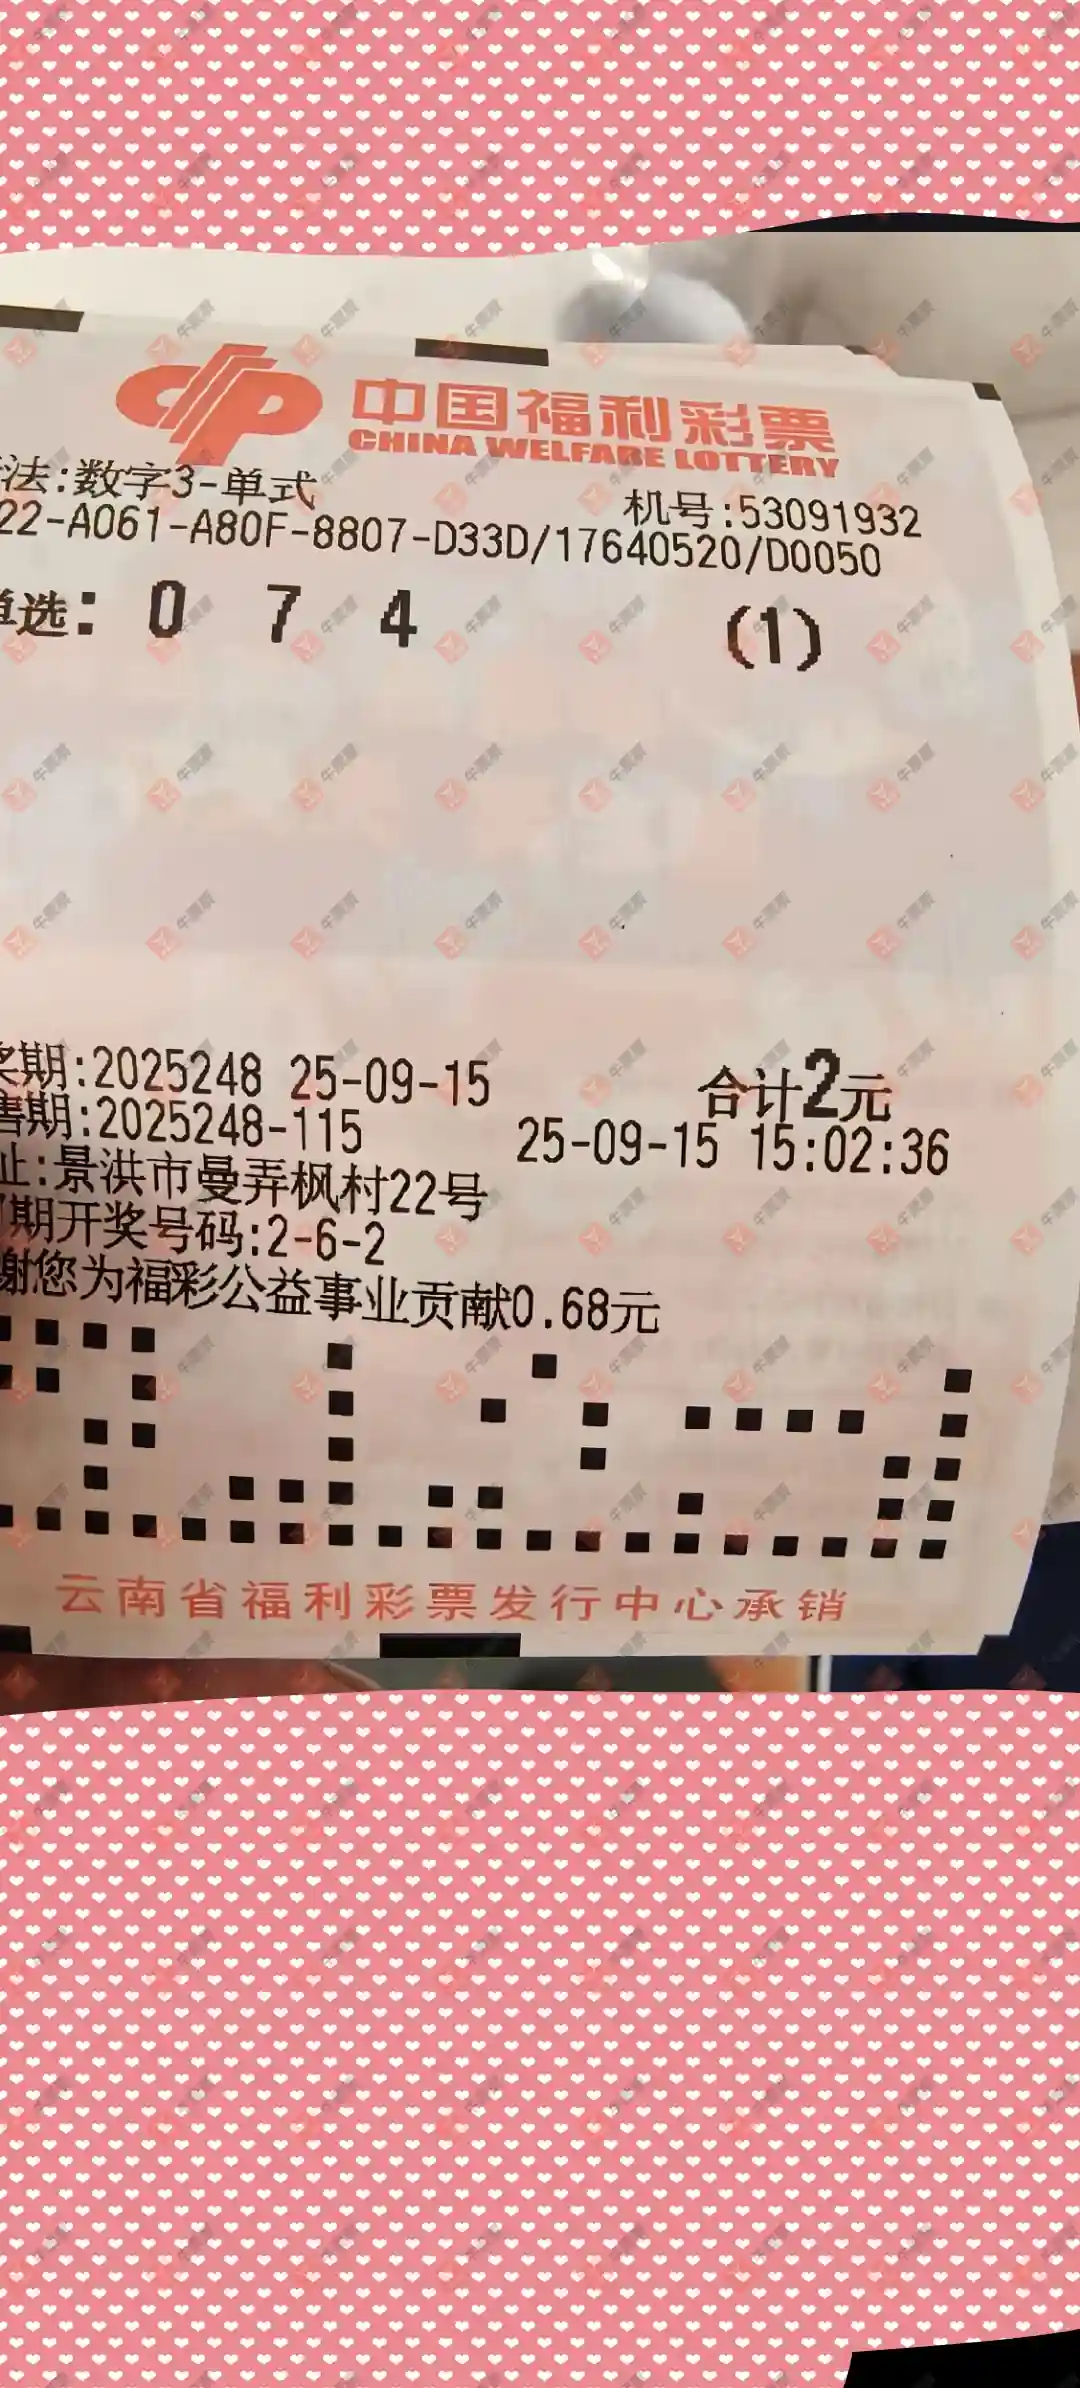 中国福利彩票
CHINA WELFARE LOTTERY
法:数字3-单式
机号:53091932
22-A061-A80F-8807-D33D/17640520/D0050
单选: 0 7 4 (1)
奖期:2025248 25-09-15
合计2元
售期:2025248-115
25-09-15 15:02:36
址:景洪市曼弄枫村22号
期开奖号码:2-6-2
谢您为福彩公益事业贡献0.68元
云南省福利彩票发行中心承销